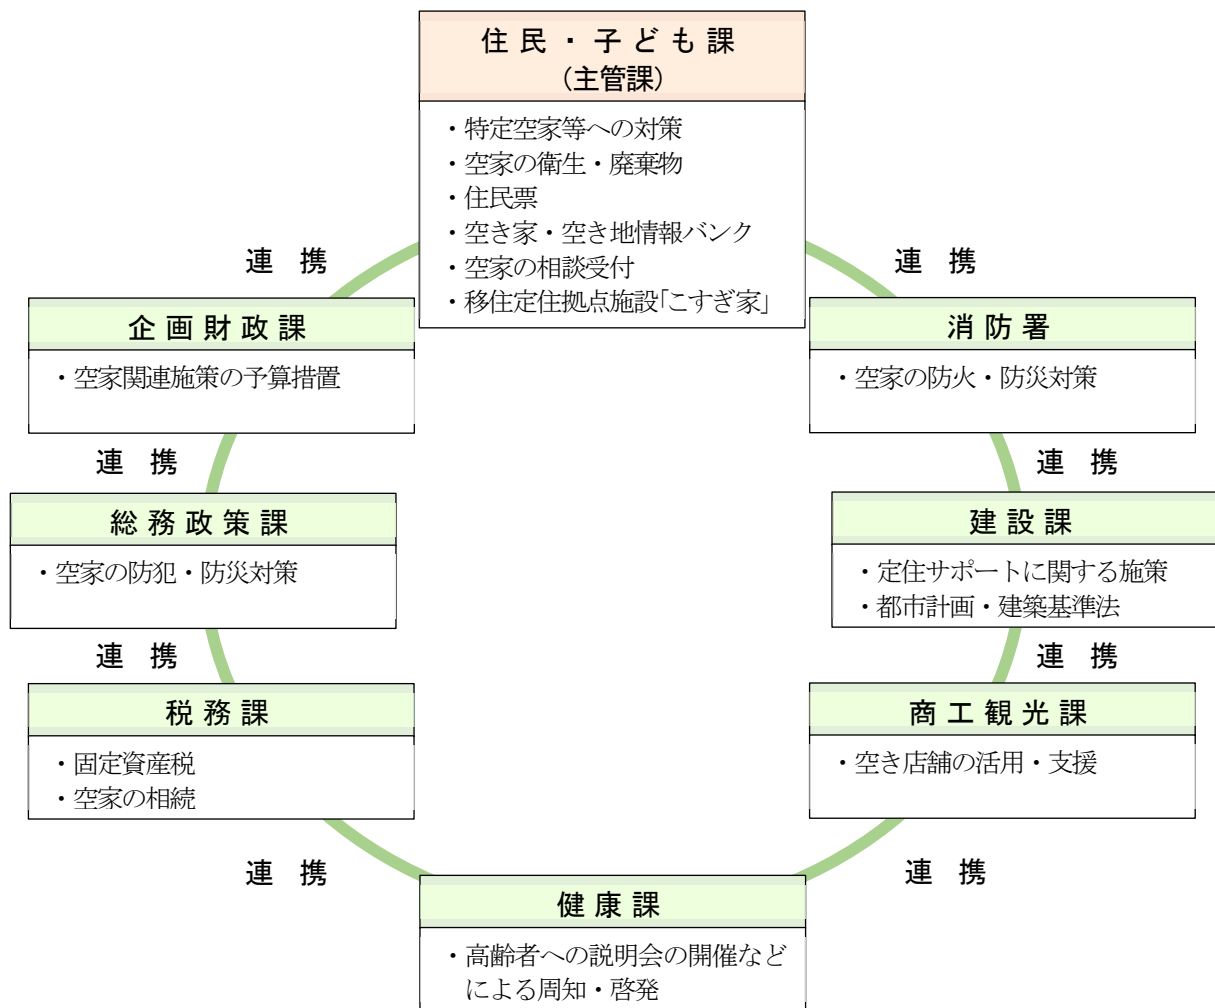 住民・子ども課
(主管課)
・特定空家等への対策
・空家の衛生・廃棄物
・住民票
・空き家・空き地情報バンク
・空家の相談受付
・移住定住拠点施設「こすぎ家」
連携
連携
企画財政課
・空家関連施策の予算措置
消防署
・空家の防火・防災対策
連携
連携
総務政策課
・空家の防犯・防災対策
建設課
・定住サポートに関する施策
・都市計画・建築基準法
連携
連携
税務課
・固定資産税
・空家の相続
商工観光課
・空き店舗の活用・支援
連携
連携
健康課
・高齢者への説明会の開催など
による周知・啓発